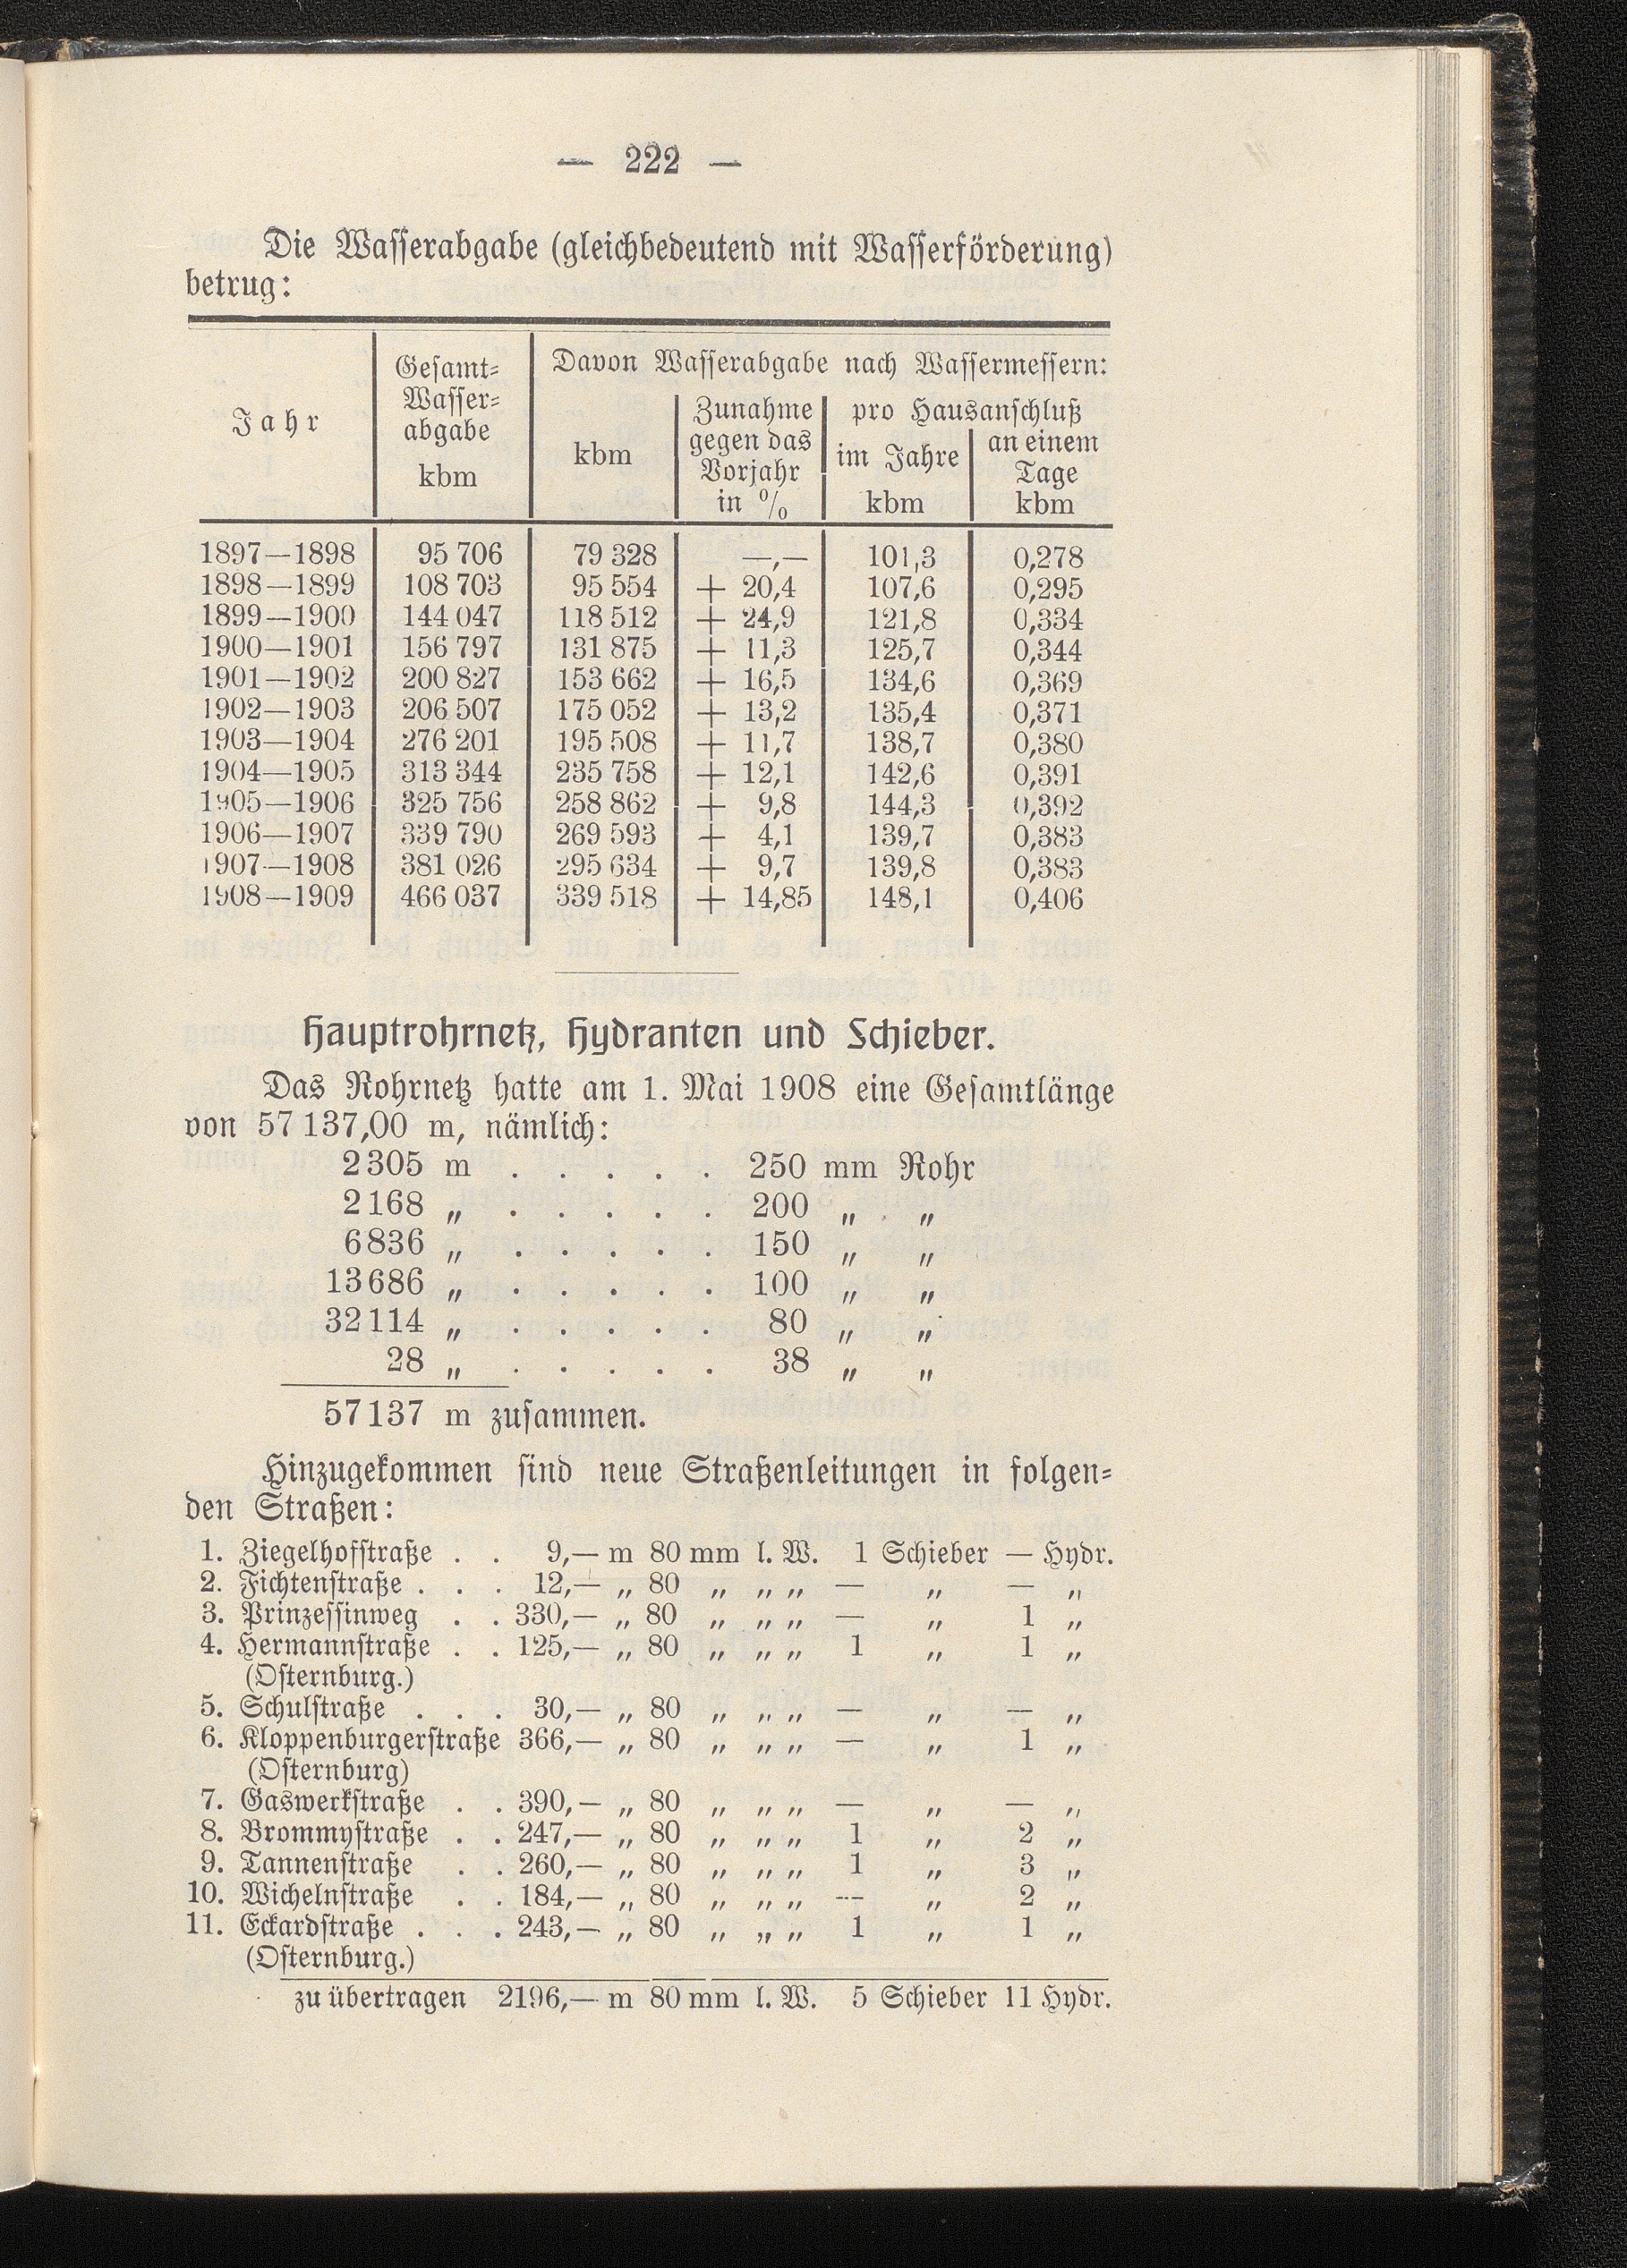 — 222 —
Die Wasserabgabe (gleichbedeutend mit Wasserförderung)
betrug:
Jahr
Gesamt-
Wasser-
abgabe
kbm
Davon Wasserabgabe nach Wassermessern:
kbm
Zunahme
gegen das
Vorjahr
in %
pro Hausanschluß
im Jahre
kbm
an einem
Tage
kbm
1897—1898 95 706 79 328 —,— 101,3 0,278
1898—1899 108 703 95 554 + 20,4 107,6 0,295
1899—1900 144 047 118 512 + 24,9 121,8 0,334
1900—1901 156 797 131 875 + 11,3 125,7 0,344
1901—1902 200 827 153 662 + 16,5 134,6 0,369
1902—1903 206 507 175 052 + 13,2 135,4 0,371
1903—1904 276 201 195 508 + 11,7 138,7 0,380
1904—1905 313 344 235 758 + 12,1 142,6 0,391
1905—1906 325 756 258 862 + 9,8 144,3 0,392
1906—1907 339 790 269 593 + 4,1 139,7 0,383
1907—1908 381 026 295 634 + 9,7 139,8 0,383
1908—1909 466 037 339 518 + 14,85 148,1 0,406
Hauptrohrnetz, Hydranten und Schieber.
Das Rohrnetz hatte am 1. Mai 1908 eine Gesamtlänge
von 57 137,00 m, nämlich:
2305 m . . . . . 250 mm Rohr
2168 „ . . . . . 200 „ „
6836 „ . . . . . 150 „ „
13686 „ . . . . . 100 „ „
32114 „ . . . . . 80 „ „
28 „ . . . . . 38 „ „
57137 m zusammen.
Hinzugekommen sind neue Straßenleitungen in folgen-
den Straßen:
1. Ziegelhofstraße . . 9,— m 80 mm l. W. 1 Schieber — Hydr.
2. Fichtenstraße . . . 12,— „ 80 „ „ „ — „ — „
3. Prinzessinweg . . 330,— „ 80 „ „ „ — „ 1 „
4. Hermannstraße . . 125,— „ 80 „ „ „ 1 „ 1 „
(Osternburg.)
5. Schulstraße . . . 30,— „ 80 „ „ „ — „ — „
6. Kloppenburgerstraße 366,— „ 80 „ „ „ — „ 1 „
(Osternburg)
7. Gaswerkstraße . . 390,— „ 80 „ „ „ — „ — „
8. Brommystraße . . 247,— „ 80 „ „ „ 1 „ 2 „
9. Tannenstraße . . 260,— „ 80 „ „ „ 1 „ 3 „
10. Wichelnstraße . . 184,— „ 80 „ „ „ — „ 2 „
11. Eckardstraße . . . 243,— „ 80 „ „ „ 1 „ 1 „
(Osternburg.)
zu übertragen 2196,— m 80 mm l. W. 5 Schieber 11 Hydr.